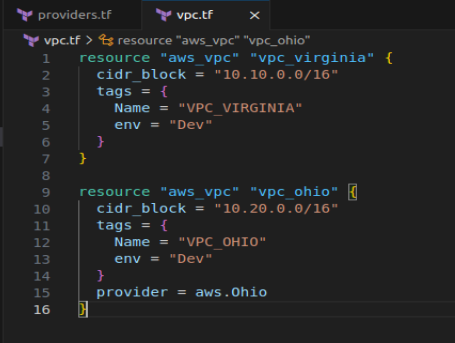 providers.tf vpc.tf ×
vpc.tf > resource "aws_vpc" "vpc_ohio"
1 resource "aws_vpc" "vpc_virginia" {
2 cidr_block = "10.10.0.0/16"
3 tags = {
4 Name = "VPC_VIRGINIA"
5 env = "Dev"
6 }
7 }
8
9 resource "aws_vpc" "vpc_ohio" {
10 cidr_block = "10.20.0.0/16"
11 tags = {
12 Name = "VPC_OHIO"
13 env = "Dev"
14 }
15 provider = aws.Ohio
16 }